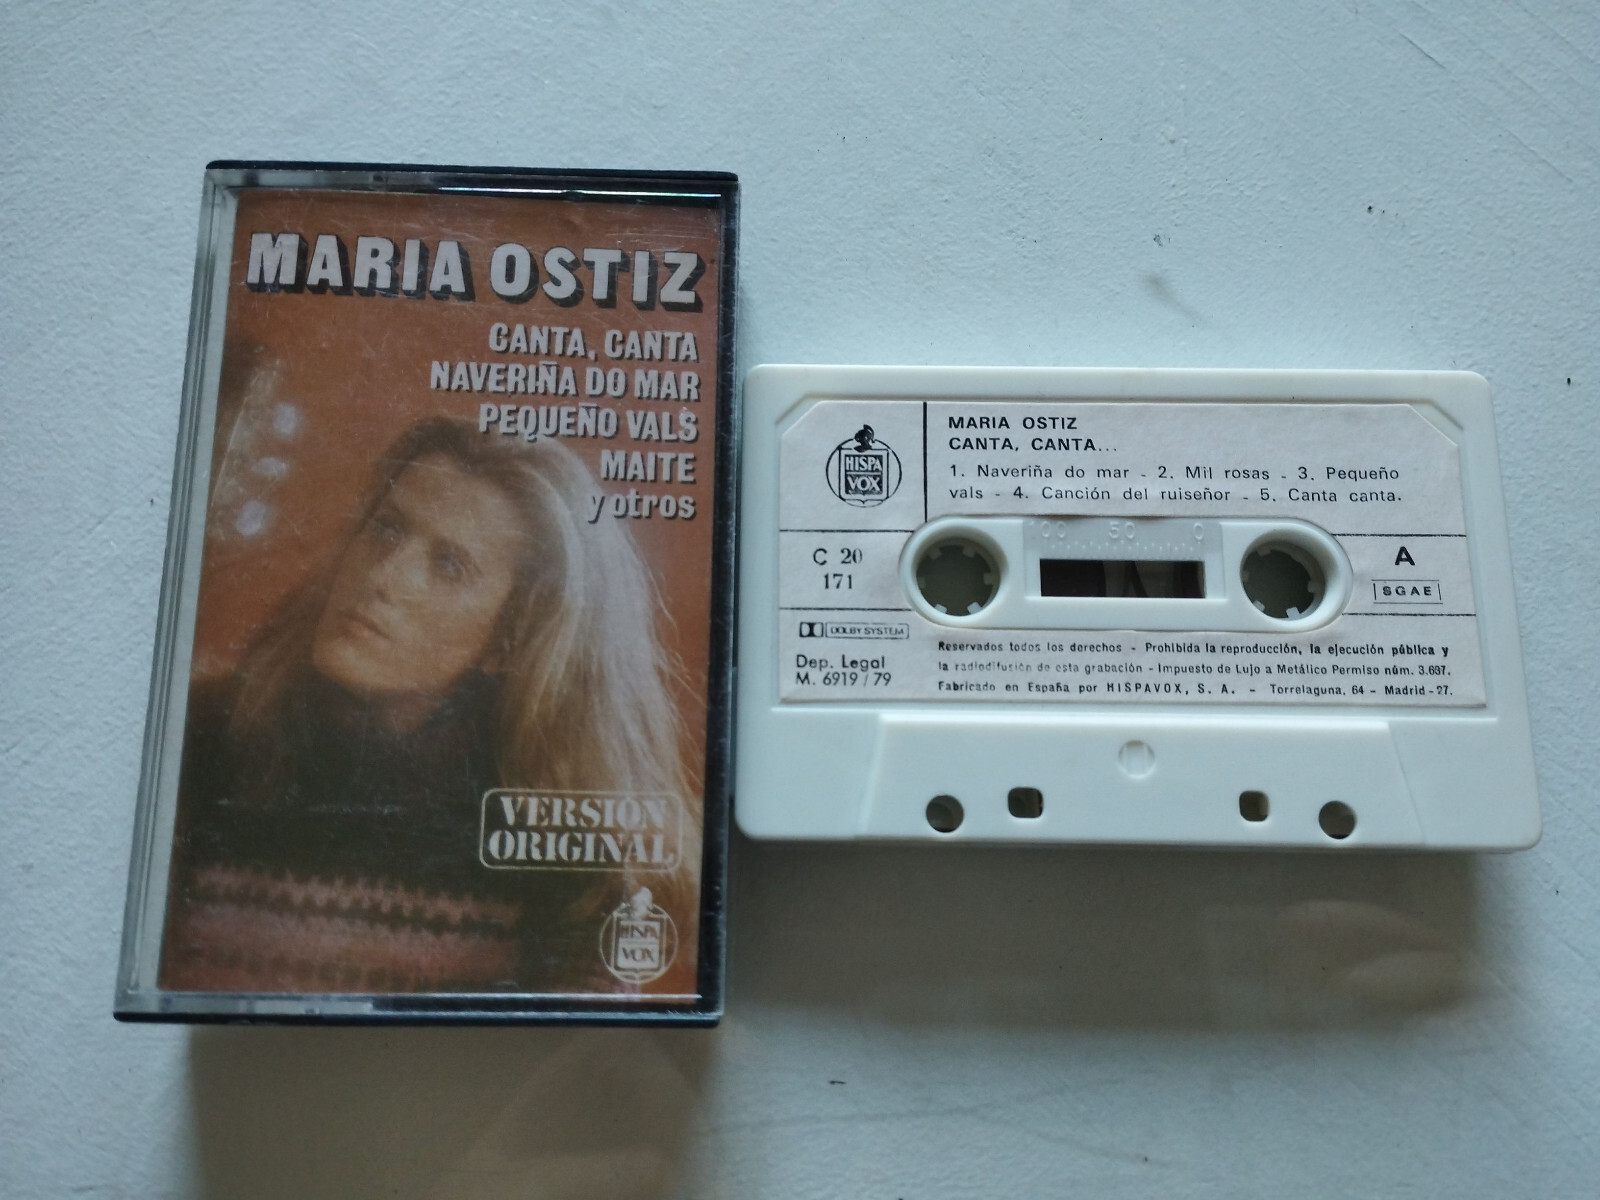 MARIA OSTIZ
CANTA, CANTA
NAVERIÑA DO MAR
PEQUEÑO VALS
MAITE
y otros
VERSION
ORIGINAL
HISPA
VOX
HISPA
VOX
MARIA OSTIZ
CANTA, CANTA...
1. Naveriña do mar - 2. Mil rosas - 3. Pequeño
vals - 4. Canción del ruiseñor - 5. Canta canta.
C 20
171
100 50 0
A
SGAE
DOLBY SYSTEM
Dep. Legal
M. 6919 / 79
Reservados todos los derechos - Prohibida la reproducción, la ejecución pública y
la radiodifusión de esta grabación - Impuesto de Lujo a Metálico Permiso núm. 3.697.
Fabricado en España por HISPAVOX, S. A. - Torrelaguna, 64 - Madrid-27.